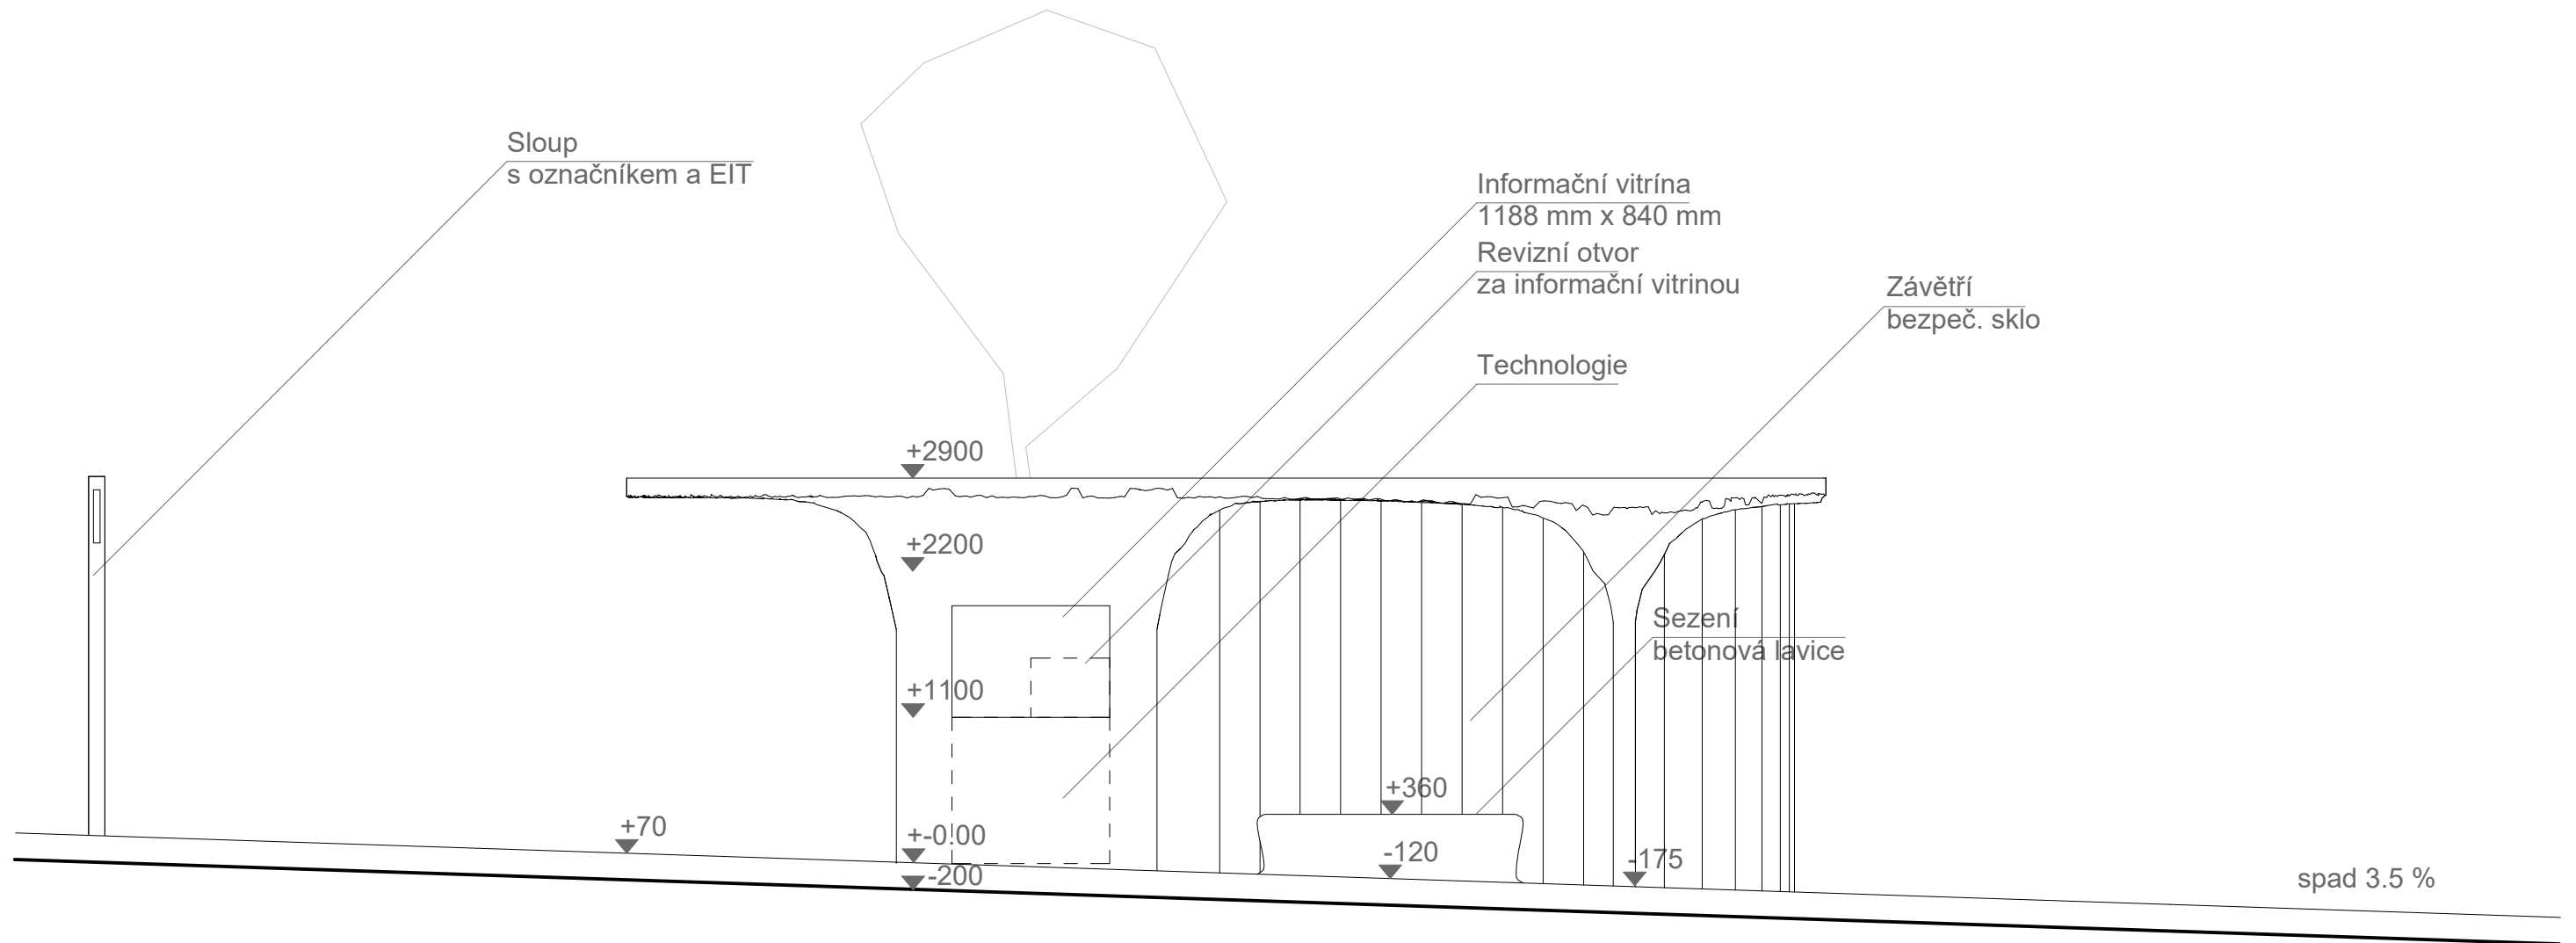 Sloup
s označníkem a EIT
Informační vitrína
1188 mm x 840 mm
Revizní otvor
za informační vitrinou
Závětří
bezpeč. sklo
Technologie
+2900
+2200
Sezení
betonová lavice
+1100
+360
+70
+-0.00
-120
-175
-200
spad 3.5 %